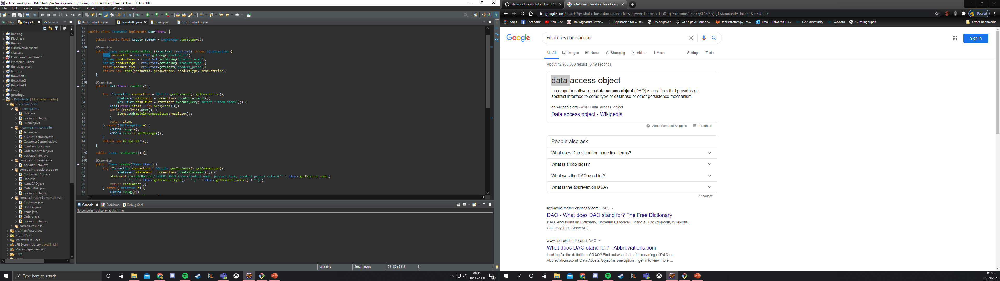 eclipse-workspace - IMS-Starter/src/main/java/com/qa/ims/persistence/dao/ItemsDAO.java - Eclipse IDE
File Edit Source Refactor Navigate Search Project Run Window Help
Debug Project... Servers
banking
Blackjack
Builder
CarDriverMechanic
classtest
DatabaseProjectWeek5
ExtensionBuilder
firstjavaproject
fizzbuzz
flowchart1
flowchart2
flowchart3
Garage
greetings
> IMS-Starter [IMS-Starter master]
> src/main/java
> com.qa.ims
IMS.java
package-info.java
Runner.java
> com.qa.ims.controller
Action.java
> CrudController.java
CustomerController.java
ItemController.java
OrdersController.java
package-info.java
com.qa.ims.persistence
package-info.java
com.qa.ims.persistence.dao
CustomerDAO.java
Dao.java
ItemsDAO.java
OrdersDAO.java
package-info.java
com.qa.ims.persistence.domain
Customer.java
Domain.java
Items.java
Orders.java
package-info.java
com.qa.ims.utils
src/main/resources
src/test/java
src/test/resources
JRE System Library [JavaSE-1.8]
Maven Dependencies
> src
ItemController.java ItemsDAO.java Items.java CrudController.java
15
16 public class ItemsDAO implements Dao<Items> {
17
18 public static final Logger LOGGER = LogManager.getLogger();
19
20 @Override
21 public Items modelFromResultSet (ResultSet resultSet) throws SQLException {
22 Long productId = resultSet.getLong("product_id");
23 String productName = resultSet.getString("product_name");
24 String productType = resultSet.getString("product_type");
25 float productPrice = resultSet.getFloat("product_price");
26 return new Items(productId, productName, productType, productPrice);
27 }
28
29 @Override
30 public List<Items> readAll() {
31
32 try (Connection connection = DBUtils.getInstance().getConnection();
33 Statement statement = connection.createStatement();
34 ResultSet resultSet = statement.executeQuery("select * from items");) {
35 List<Items> items = new ArrayList<>();
36 while (resultSet.next()) {
37 items.add(modelFromResultSet(resultSet));
38 }
39 return items;
40 } catch (SQLException e) {
41 LOGGER.debug(e);
42 LOGGER.error(e.getMessage());
43 }
44 return new ArrayList<>();
45 }
46
47 public Items readLatest() {
59
60 @Override
61 public Items create(Items items) {
62 try (Connection connection = DBUtils.getInstance().getConnection();
63 Statement statement = connection.createStatement();) {
64 statement.executeUpdate("INSERT INTO items(product_name, product_type, product_price) values('" + items.getProduct_name()
65 + "','" + items.getProduct_type() + "','" + items.getProduct_price() + "')");
66 return readLatest();
67 } catch (Exception e) {
68 LOGGER.debug(e);
Console Problems Debug Shell
No consoles to display at this time.
Writable Smart Insert 74 : 30 : 2415
Type here to search
00:35
18/09/2020
2
Network Graph · LukeEdwards12 what does dao stand for - Goog
google.com/search?q=what+does+dao+stand+for&oq=what+does+dao&aqs=chrome.1.69i57j0l7.4997j0j4&sourceid=chrome&ie=UTF-8
Paused
Apps Facebook YouTube 100 Signature Taver... Application for Cust... UA-ShipsSea Of Ships & Cannon... tasks/factors.py · m... Email - Edwards, Lu... QA Community QA.com Gunslinger.pdf Other bookmarks
Google what does dao stand for
Sign in
All Images News Shopping Videos More Settings Tools
About 42,900,000 results (0.49 seconds)
data access object
In computer software, a data access object (DAO) is a pattern that provides an
abstract interface to some type of database or other persistence mechanism.
en.wikipedia.org › wiki › Data_access_object
Data access object - Wikipedia
About Featured Snippets Feedback
People also ask
What does Dao stand for in medical terms?
What is a dao class?
What was the DAO used for?
What is the abbreviation DOA?
Feedback
acronyms.thefreedictionary.com › DAO
DAO - What does DAO stand for? The Free Dictionary
DAO. Also found in: Dictionary, Thesaurus, Medical, Financial, Encyclopedia, Wikipedia.
Category filter: Show All ( ...
www.abbreviations.com › DAO
What does DAO stand for? - Abbreviations.com
Looking for the definition of DAO? Find out what is the full meaning of DAO on
Abbreviations.com! 'Data Access Object' is one option -- get in to view more ...
00:35
18/09/2020